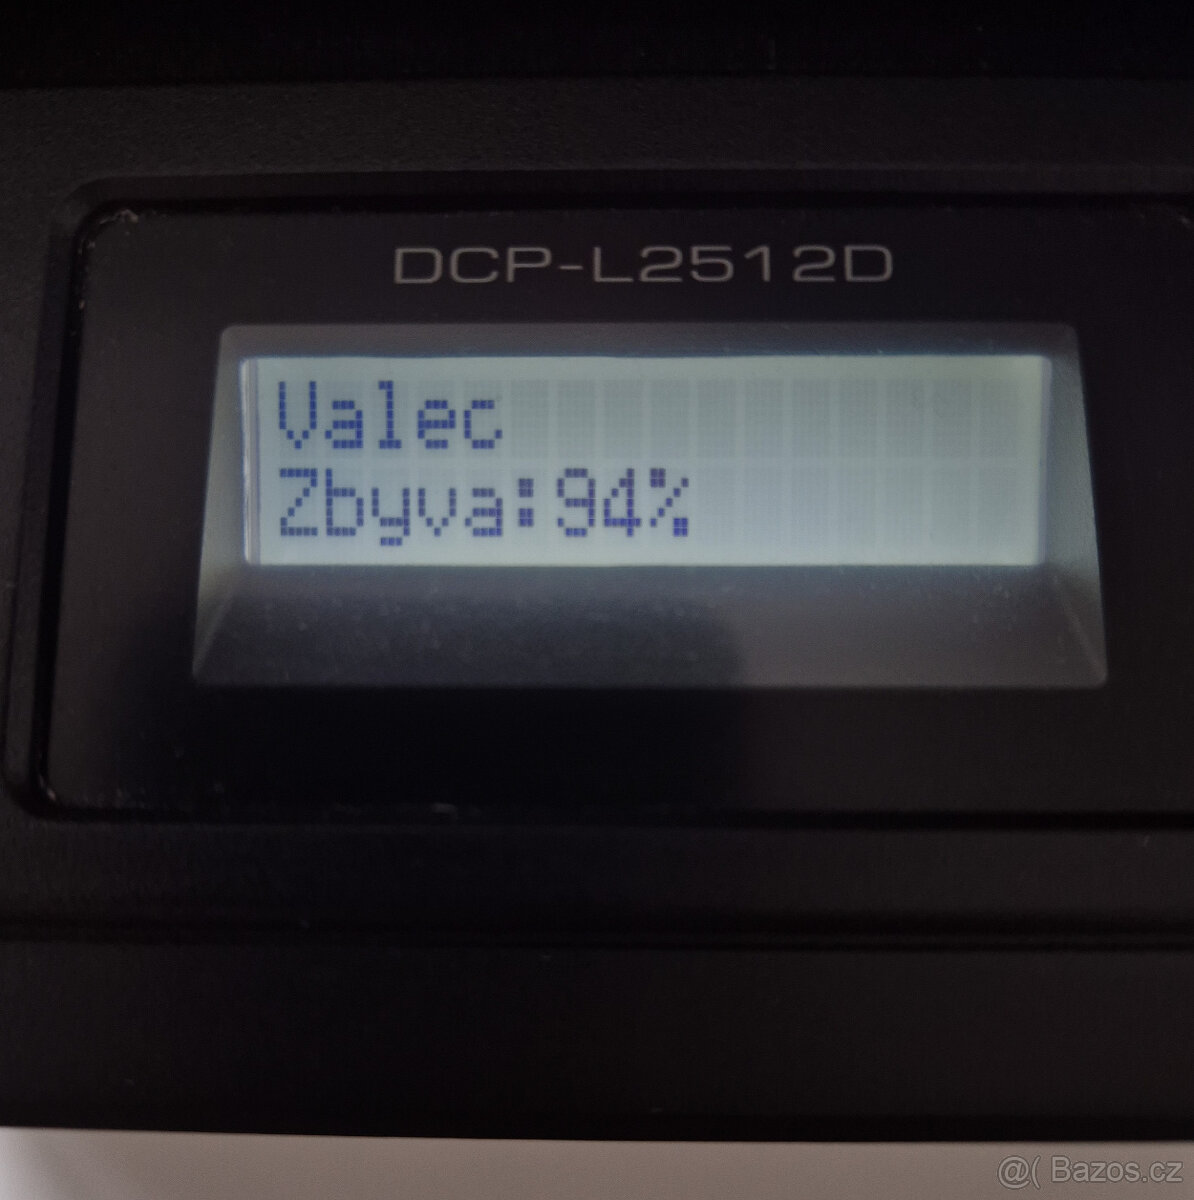 DCP-L2512D
Valec
Zbyva:94%
@( Bazos.cz